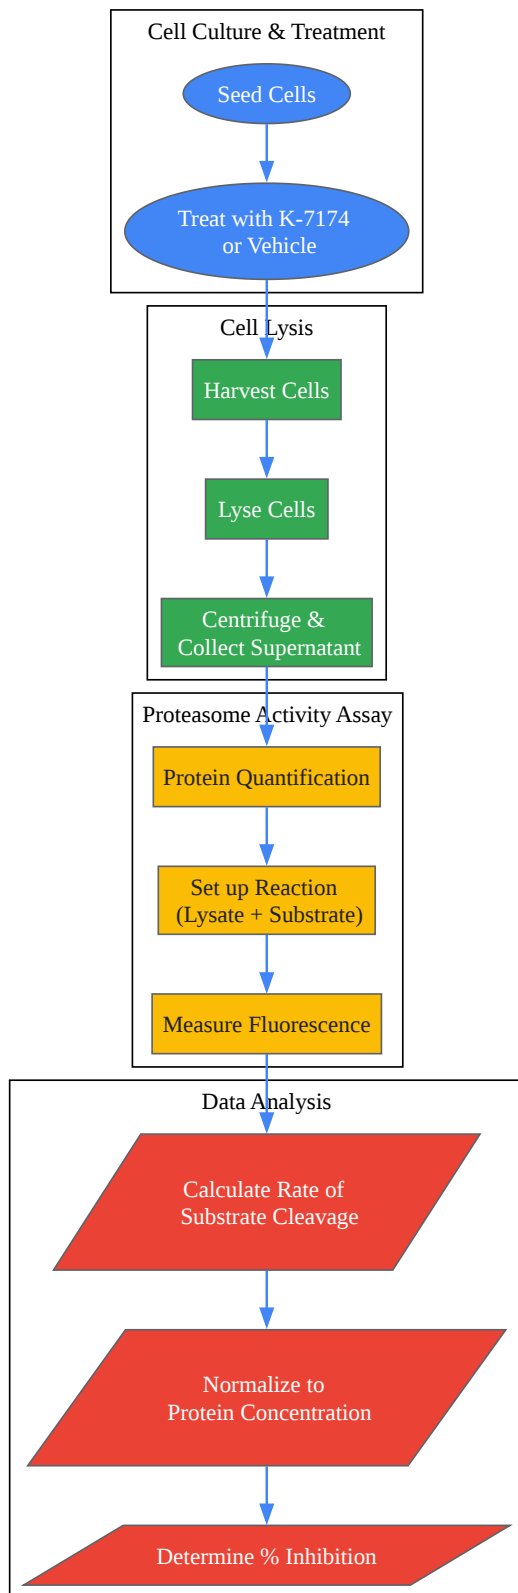 Cell Culture & Treatment
Seed Cells
Treat with K-7174
or Vehicle
Cell Lysis
Harvest Cells
Lyse Cells
Centrifuge &
Collect Supernatant
Proteasome Activity Assay
Protein Quantification
Set up Reaction
(Lysate + Substrate)
Measure Fluorescence
Data Analysis
Calculate Rate of
Substrate Cleavage
Normalize to
Protein Concentration
Determine % Inhibition